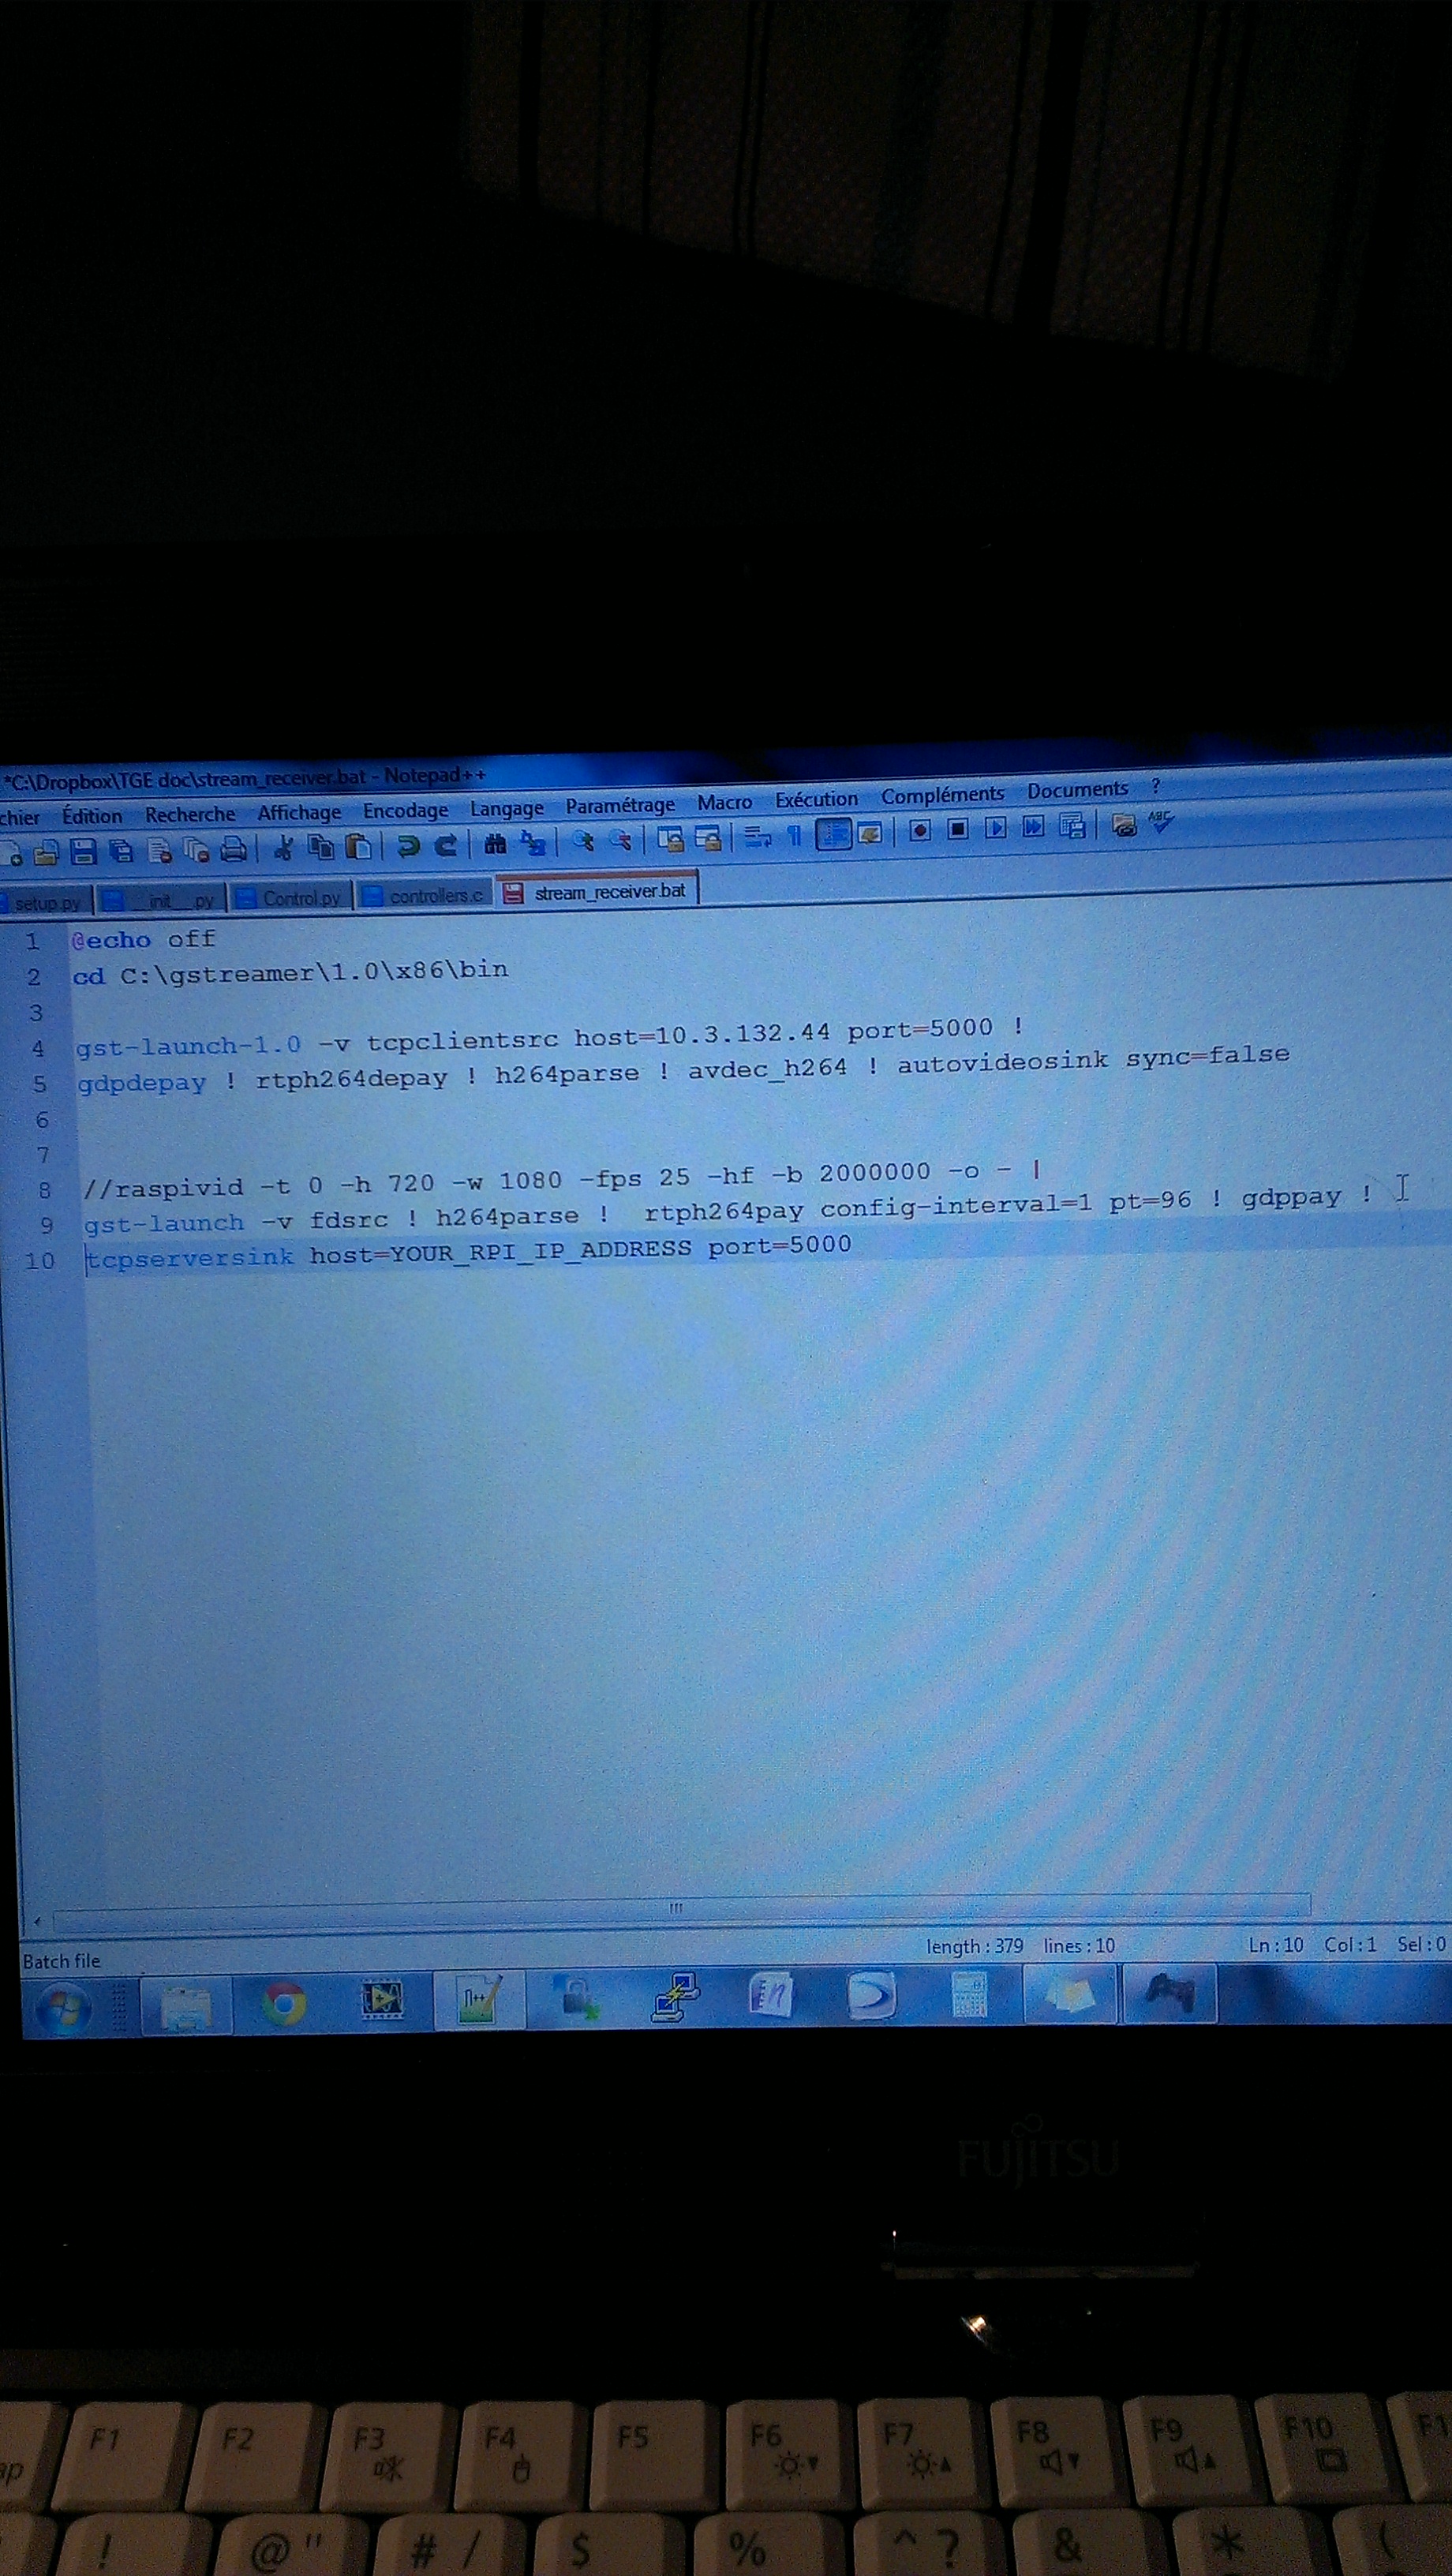 *C:\Dropbox\TGE doc\stream_receiver.bat - Notepad++
chier Édition Recherche Affichage Encodage Langage Paramétrage Macro Exécution Compléments Documents ?
ABC
setup.py __init__.py Control.py controllers.c stream_receiver.bat
1 @echo off
2 cd C:\gstreamer\1.0\x86\bin
3
4 gst-launch-1.0 -v tcpclientsrc host=10.3.132.44 port=5000 !
5 gdpdepay ! rtph264depay ! h264parse ! avdec_h264 ! autovideosink sync=false
6
7
8 //raspivid -t 0 -h 720 -w 1080 -fps 25 -hf -b 2000000 -o - |
9 gst-launch -v fdsrc ! h264parse !  rtph264pay config-interval=1 pt=96 ! gdppay !
10 tcpserversink host=YOUR_RPI_IP_ADDRESS port=5000
Batch file length : 379 lines : 10 Ln : 10 Col : 1 Sel : 0
n++
FUJITSU
F1 F2 F3 F4 F5 F6 F7 F8 F9 F10 F1
! @ " # / $ % ^ ? & * (